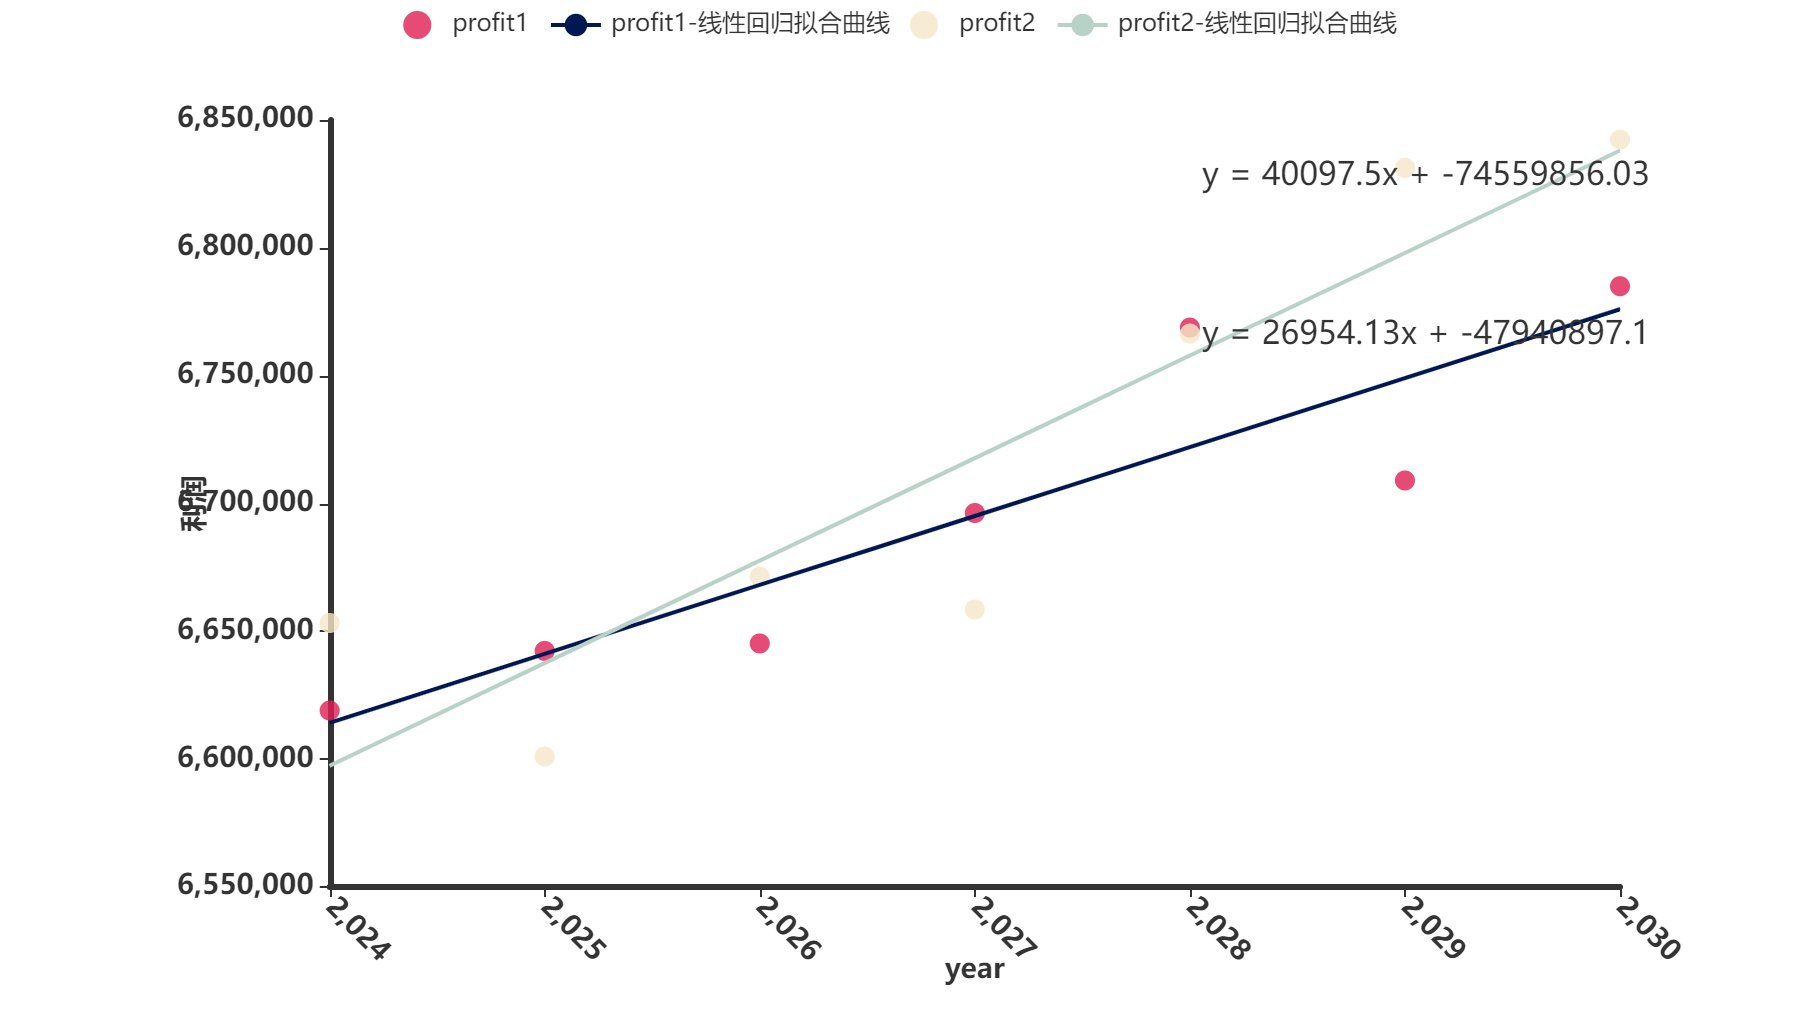 profit1 profit1-线性回归拟合曲线 profit2 profit2-线性回归拟合曲线
6,850,000
y = 40097.5x + -74559856.03
6,800,000
y = 26954.13x + -47940897.1
6,750,000
6,700,000
利润
6,650,000
6,600,000
6,550,000
2,024 2,025 2,026 2,027 2,028 2,029 2,030
year